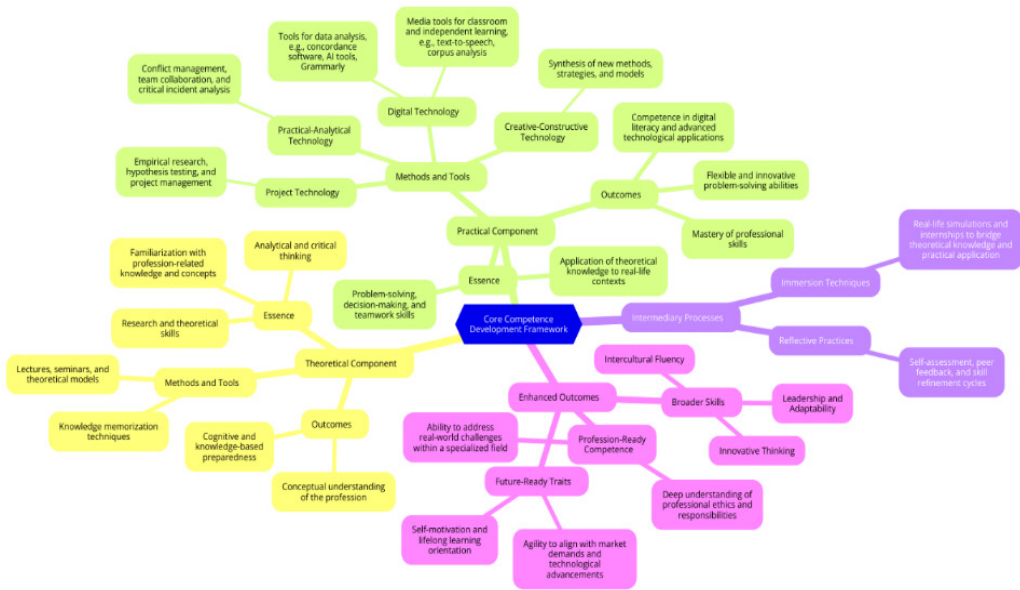 Core Competence
Development Framework
Practical Component
Methods and Tools
Digital Technology
Tools for data analysis,
e.g., concordance
software, AI tools,
Grammarly
Media tools for classroom
and independent learning,
e.g., text-to-speech,
corpus analysis
Practical-Analytical
Technology
Conflict management,
team collaboration, and
critical incident analysis
Creative-Constructive
Technology
Synthesis of new methods,
strategies, and models
Project Technology
Empirical research,
hypothesis testing, and
project management
Outcomes
Competence in digital
literacy and advanced
technological applications
Flexible and innovative
problem-solving abilities
Mastery of professional
skills
Essence
Application of theoretical
knowledge to real-life
contexts
Problem-solving,
decision-making, and
teamwork skills
Theoretical Component
Essence
Analytical and critical
thinking
Familiarization with
profession-related
knowledge and concepts
Research and theoretical
skills
Methods and Tools
Lectures, seminars, and
theoretical models
Knowledge memorization
techniques
Outcomes
Cognitive and
knowledge-based
preparedness
Conceptual understanding
of the profession
Intermediary Processes
Immersion Techniques
Real-life simulations and
internships to bridge
theoretical knowledge and
practical application
Reflective Practices
Self-assessment, peer
feedback, and skill
refinement cycles
Enhanced Outcomes
Broader Skills
Intercultural Fluency
Leadership and
Adaptability
Innovative Thinking
Profession-Ready
Competence
Ability to address
real-world challenges
within a specialized field
Deep understanding of
professional ethics and
responsibilities
Future-Ready Traits
Self-motivation and
lifelong learning
orientation
Agility to align with market
demands and
technological
advancements